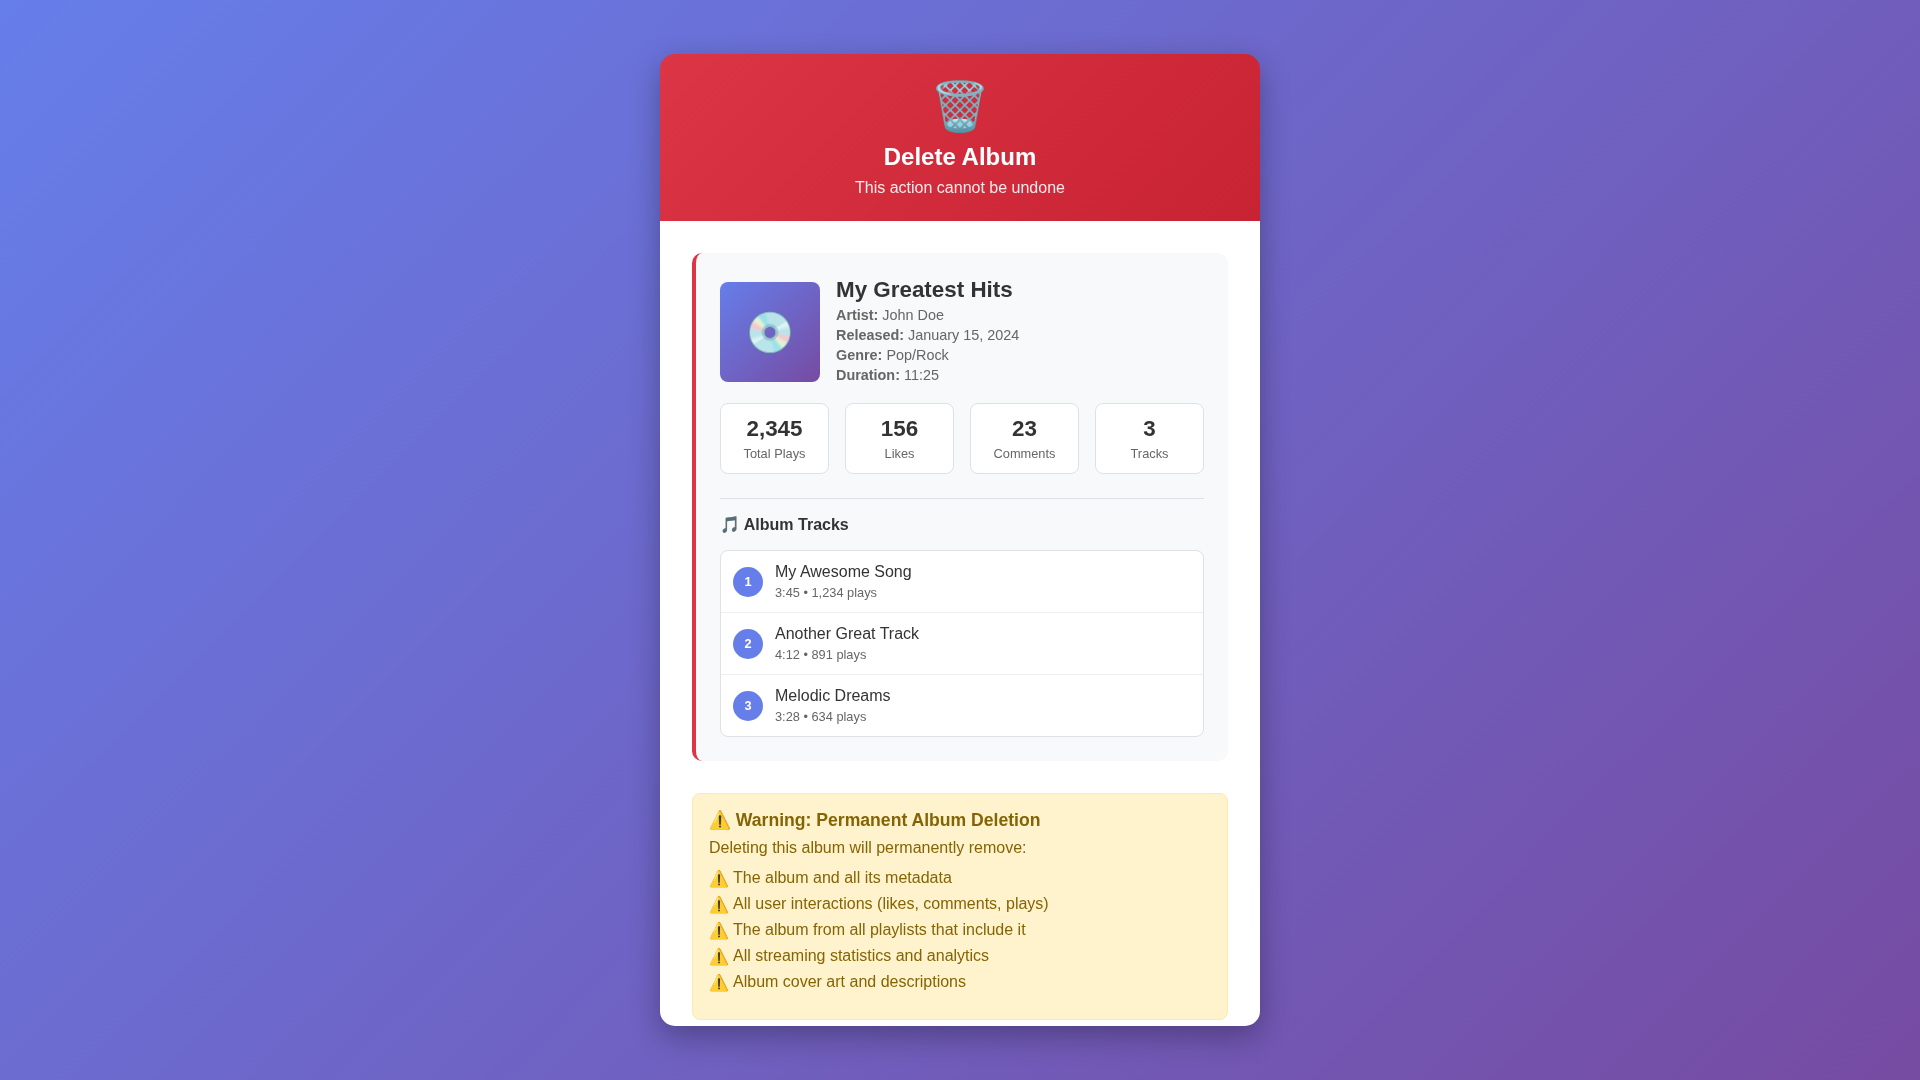 Delete Album
This action cannot be undone
My Greatest Hits
Artist: John Doe
Released: January 15, 2024
Genre: Pop/Rock
Duration: 11:25
2,345
Total Plays
156
Likes
23
Comments
3
Tracks
🎵 Album Tracks
1
My Awesome Song
3:45 • 1,234 plays
2
Another Great Track
4:12 • 891 plays
3
Melodic Dreams
3:28 • 634 plays
⚠️ Warning: Permanent Album Deletion
Deleting this album will permanently remove:
⚠️ The album and all its metadata
⚠️ All user interactions (likes, comments, plays)
⚠️ The album from all playlists that include it
⚠️ All streaming statistics and analytics
⚠️ Album cover art and descriptions